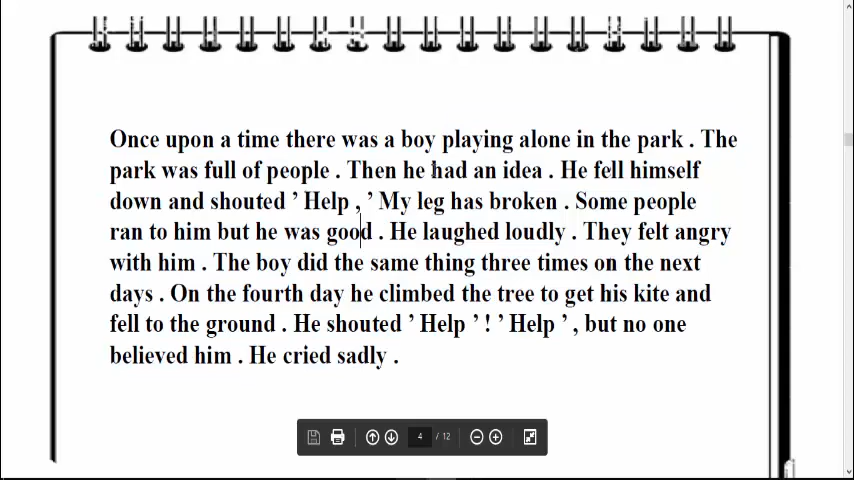 Once upon a time there was a boy playing alone in the park . The
park was full of people . Then he had an idea . He fell himself
down and shouted ’ Help , ’ My leg has broken . Some people
ran to him but he was good . He laughed loudly . They felt angry
with him . The boy did the same thing three times on the next
days . On the fourth day he climbed the tree to get his kite and
fell to the ground . He shouted ’ Help ’ ! ’ Help ’ , but no one
believed him . He cried sadly .
4 / 12